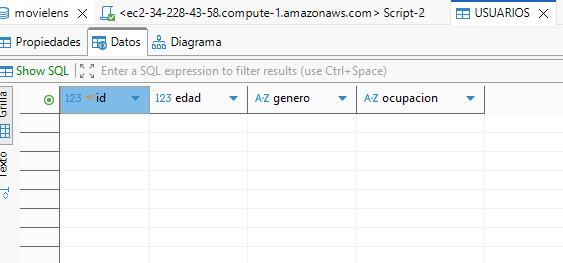 movielens <ec2-34-228-43-58.compute-1.amazonaws.com> Script-2 USUARIOS
Propiedades Datos Diagrama
Show SQL Enter a SQL expression to filter results (use Ctrl+Space)
123 id 123 edad A-Z genero A-Z ocupacion
Grilla
Texto